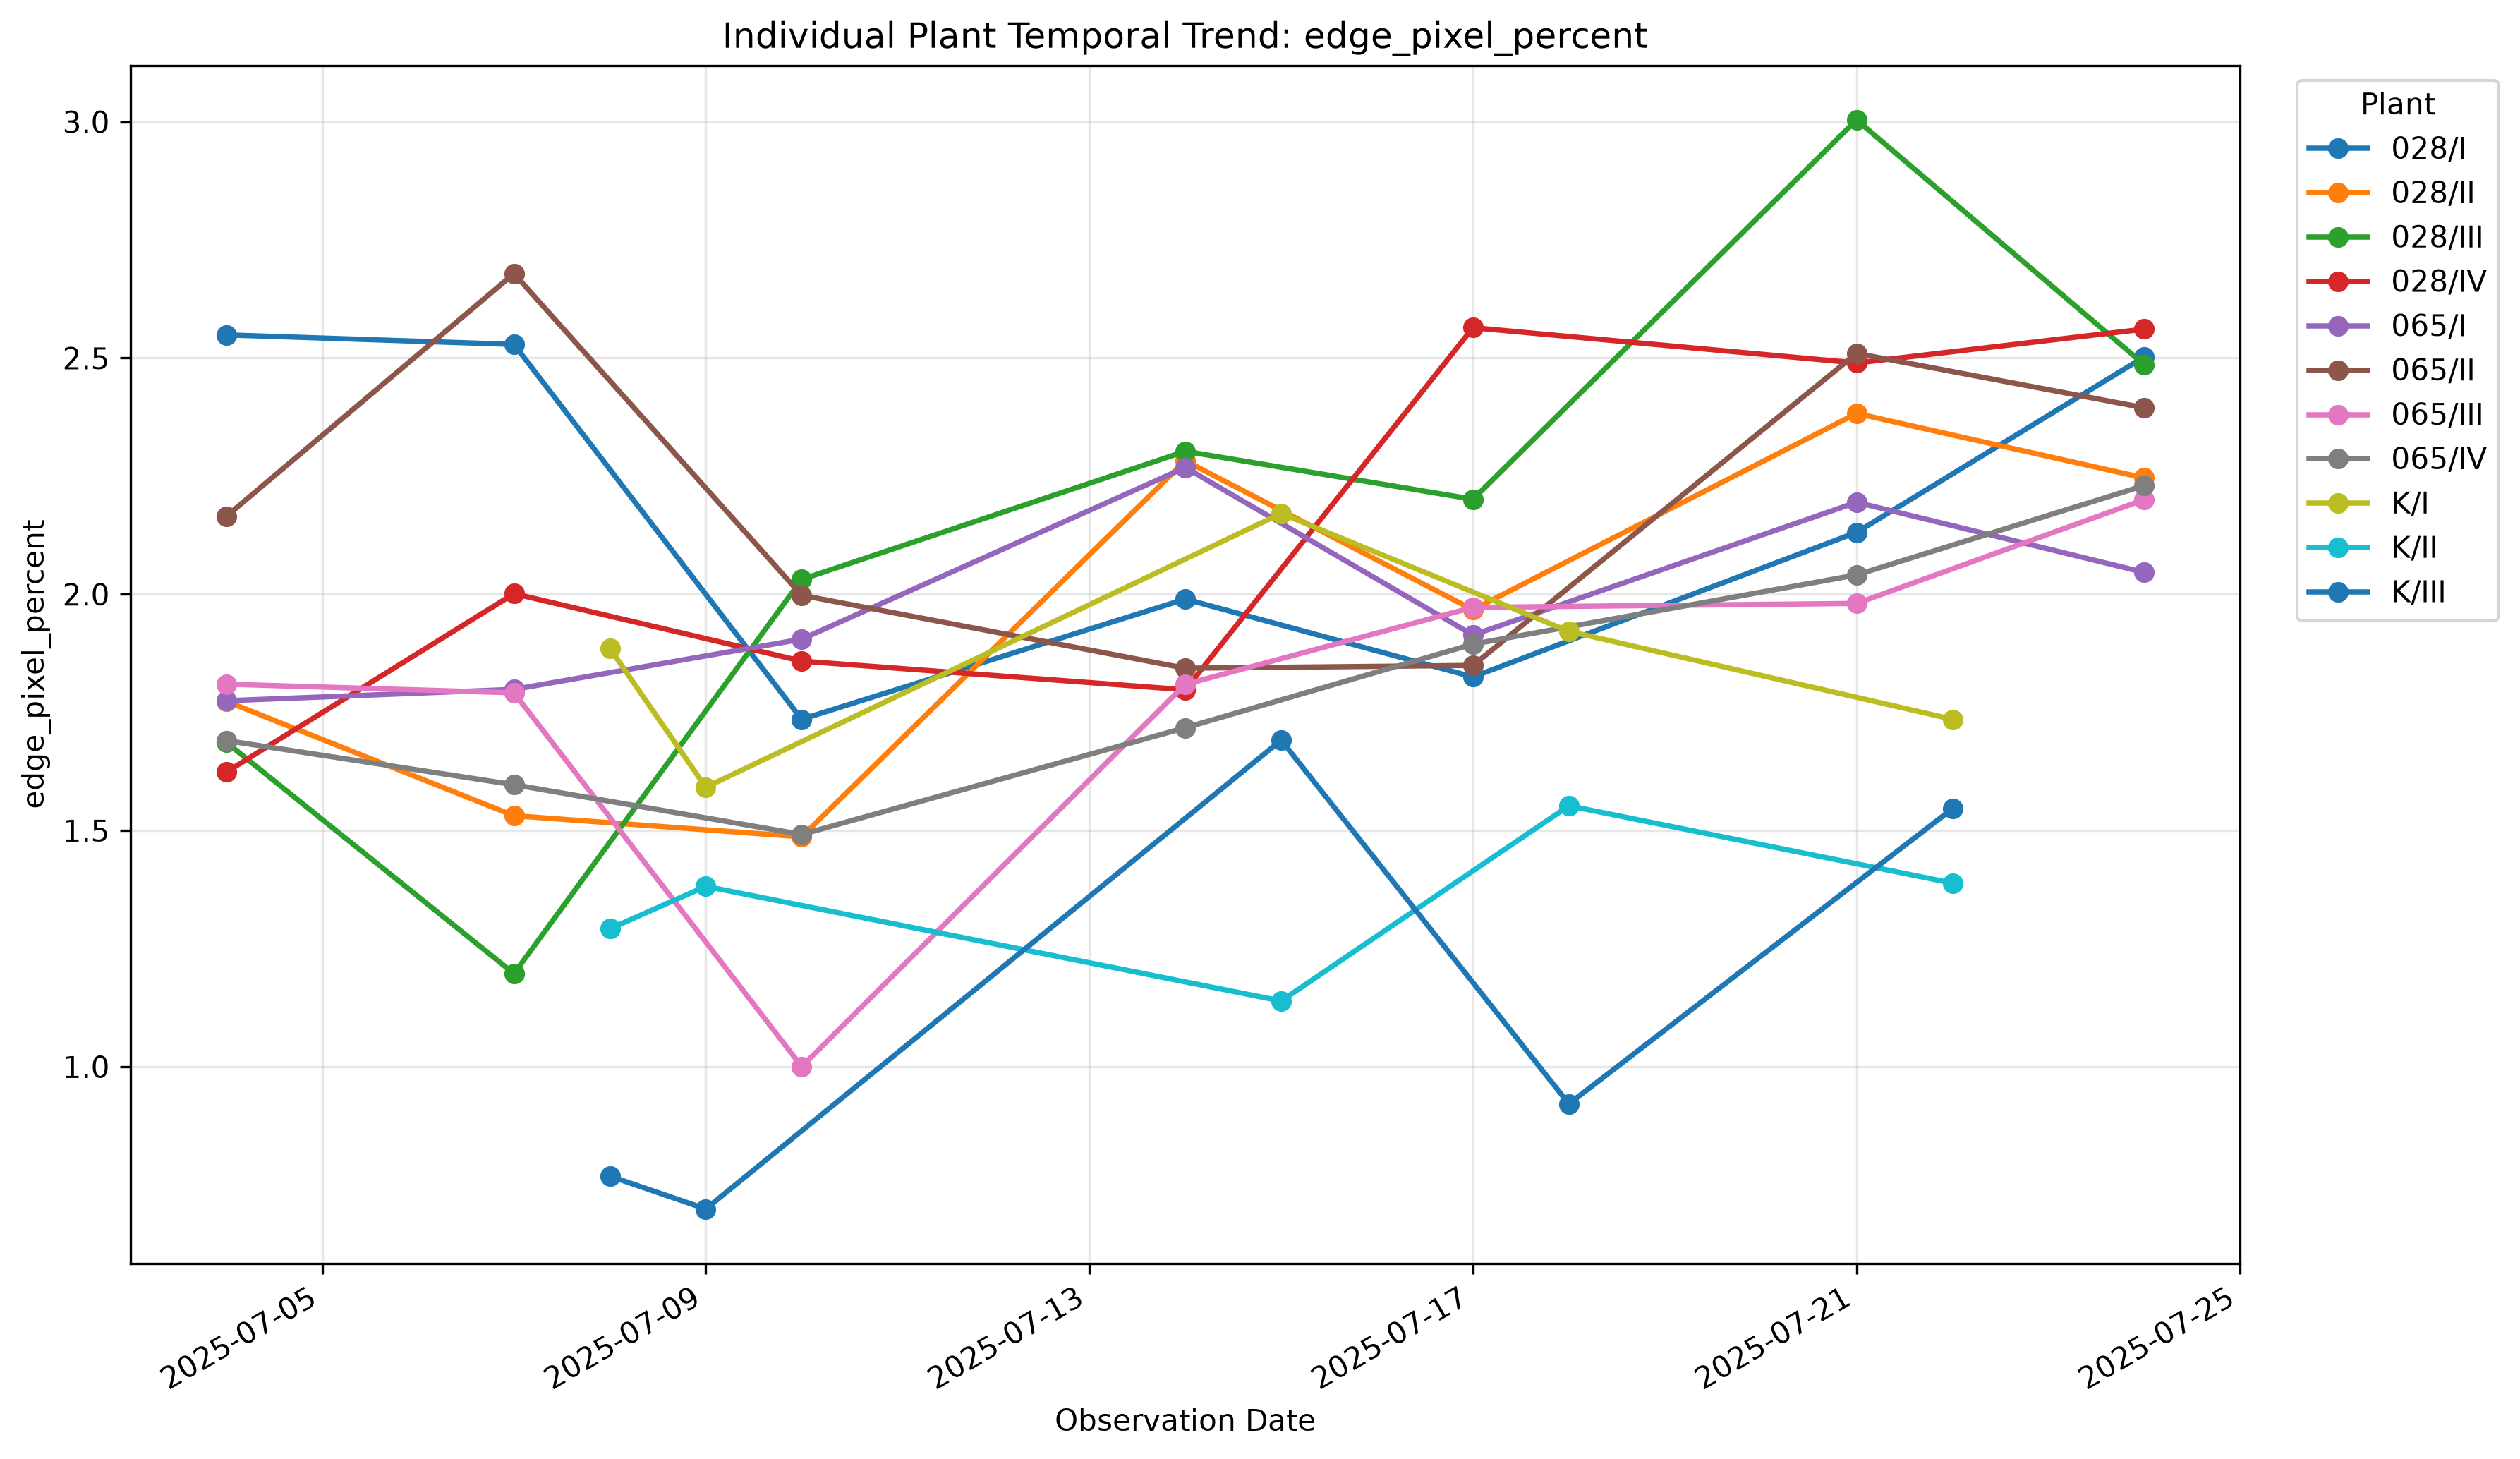 Individual Plant Temporal Trend: edge_pixel_percent
edge_pixel_percent
3.0
2.5
2.0
1.5
1.0
2025-07-05
2025-07-09
2025-07-13
2025-07-17
2025-07-21
2025-07-25
Observation Date
Plant
028/I
028/II
028/III
028/IV
065/I
065/II
065/III
065/IV
K/I
K/II
K/III